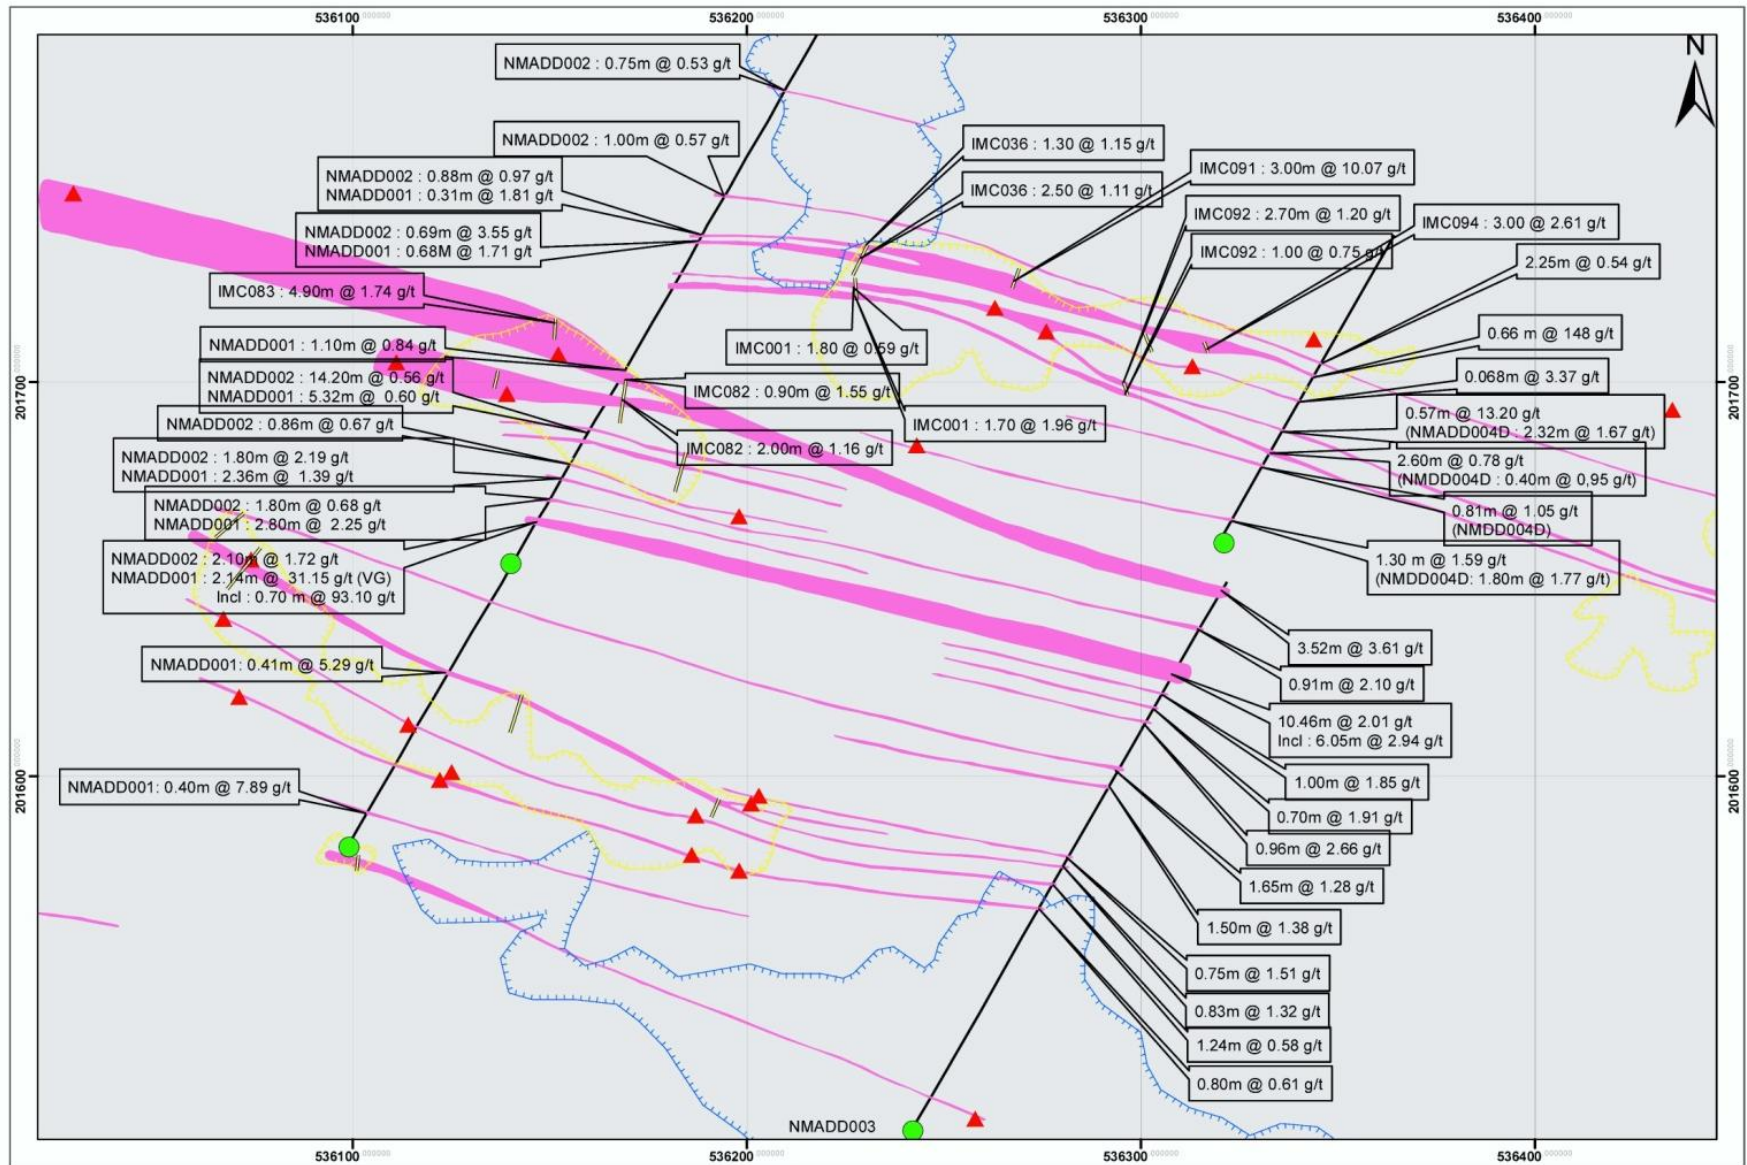 536100
536200
536300
536400
N
NMADD002 : 0.75m @ 0.53 g/t
NMADD002 : 1.00m @ 0.57 g/t
NMADD002 : 0.88m @ 0.97 g/t
NMADD001 : 0.31m @ 1.81 g/t
NMADD002 : 0.69m @ 3.55 g/t
NMADD001 : 0.68M @ 1.71 g/t
IMC083 : 4.90m @ 1.74 g/t
NMADD001 : 1.10m @ 0.84 g/t
NMADD002 : 14.20m @ 0.56 g/t
NMADD001 : 5.32m @ 0.60 g/t
NMADD002 : 0.86m @ 0.67 g/t
NMADD002 : 1.80m @ 2.19 g/t
NMADD001 : 2.36m @ 1.39 g/t
NMADD002 : 1.80m @ 0.68 g/t
NMADD001 : 2.80m @ 2.25 g/t
NMADD002 : 2.10m @ 1.72 g/t
NMADD001 : 2.14m @ 31.15 g/t (VG)
Incl : 0.70 m @ 93.10 g/t
NMADD001: 0.41m @ 5.29 g/t
NMADD001: 0.40m @ 7.89 g/t
IMC036 : 1.30 @ 1.15 g/t
IMC036 : 2.50 @ 1.11 g/t
IMC091 : 3.00m @ 10.07 g/t
IMC092 : 2.70m @ 1.20 g/t
IMC092 : 1.00 @ 0.75 g/t
IMC094 : 3.00 @ 2.61 g/t
IMC001 : 1.80 @ 0.59 g/t
IMC082 : 0.90m @ 1.55 g/t
IMC001 : 1.70 @ 1.96 g/t
IMC082 : 2.00m @ 1.16 g/t
2.25m @ 0.54 g/t
0.66 m @ 148 g/t
0.068m @ 3.37 g/t
0.57m @ 13.20 g/t
(NMADD004D : 2.32m @ 1.67 g/t)
2.60m @ 0.78 g/t
(NMDD004D : 0.40m @ 0,95 g/t)
0.81m @ 1.05 g/t
(NMDD004D)
1.30 m @ 1.59 g/t
(NMDD004D: 1.80m @ 1.77 g/t)
3.52m @ 3.61 g/t
0.91m @ 2.10 g/t
10.46m @ 2.01 g/t
Incl : 6.05m @ 2.94 g/t
1.00m @ 1.85 g/t
0.70m @ 1.91 g/t
0.96m @ 2.66 g/t
1.65m @ 1.28 g/t
1.50m @ 1.38 g/t
0.75m @ 1.51 g/t
0.83m @ 1.32 g/t
1.24m @ 0.58 g/t
0.80m @ 0.61 g/t
NMADD003
201700
201600
201700
201600
536100
536200
536300
536400